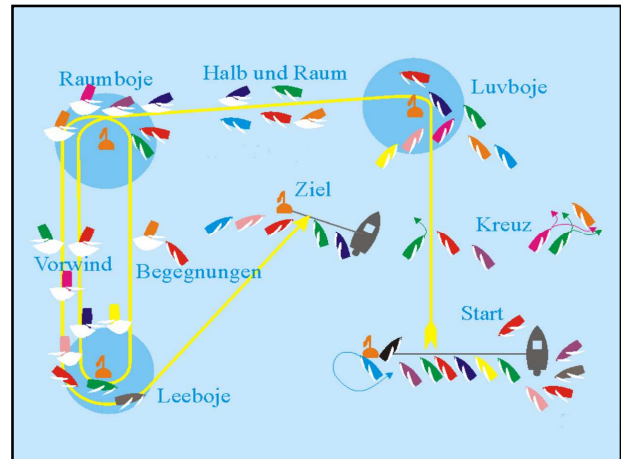 Raumboje
Halb und Raum
Luvboje
Ziel
Kreuz
Vorwind
Begegnungen
Start
Leeboje